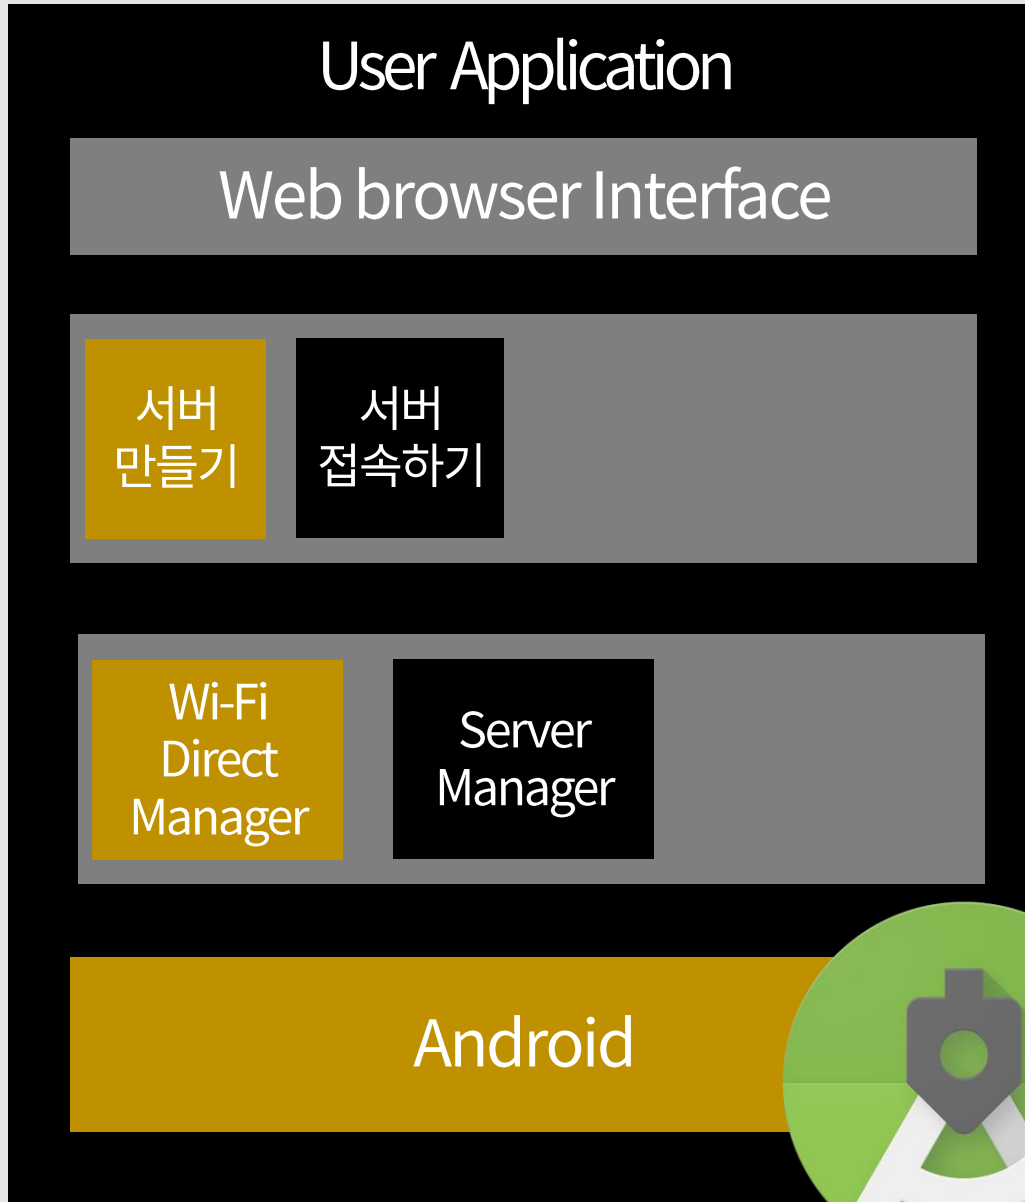 User Application
Web browser Interface
서버
만들기
서버
접속하기
Wi-Fi
Direct
Manager
Server
Manager
Android